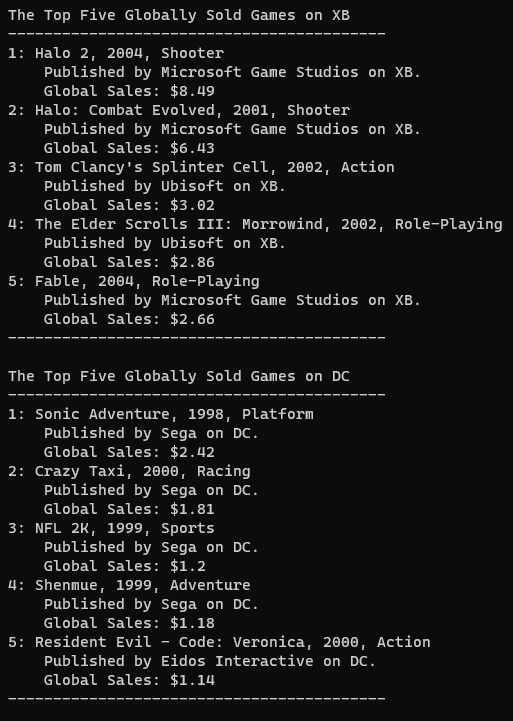 The Top Five Globally Sold Games on XB
------------------------------------------
1: Halo 2, 2004, Shooter
    Published by Microsoft Game Studios on XB.
    Global Sales: $8.49
2: Halo: Combat Evolved, 2001, Shooter
    Published by Microsoft Game Studios on XB.
    Global Sales: $6.43
3: Tom Clancy's Splinter Cell, 2002, Action
    Published by Ubisoft on XB.
    Global Sales: $3.02
4: The Elder Scrolls III: Morrowind, 2002, Role-Playing
    Published by Ubisoft on XB.
    Global Sales: $2.86
5: Fable, 2004, Role-Playing
    Published by Microsoft Game Studios on XB.
    Global Sales: $2.66
------------------------------------------

The Top Five Globally Sold Games on DC
------------------------------------------
1: Sonic Adventure, 1998, Platform
    Published by Sega on DC.
    Global Sales: $2.42
2: Crazy Taxi, 2000, Racing
    Published by Sega on DC.
    Global Sales: $1.81
3: NFL 2K, 1999, Sports
    Published by Sega on DC.
    Global Sales: $1.2
4: Shenmue, 1999, Adventure
    Published by Sega on DC.
    Global Sales: $1.18
5: Resident Evil - Code: Veronica, 2000, Action
    Published by Eidos Interactive on DC.
    Global Sales: $1.14
------------------------------------------